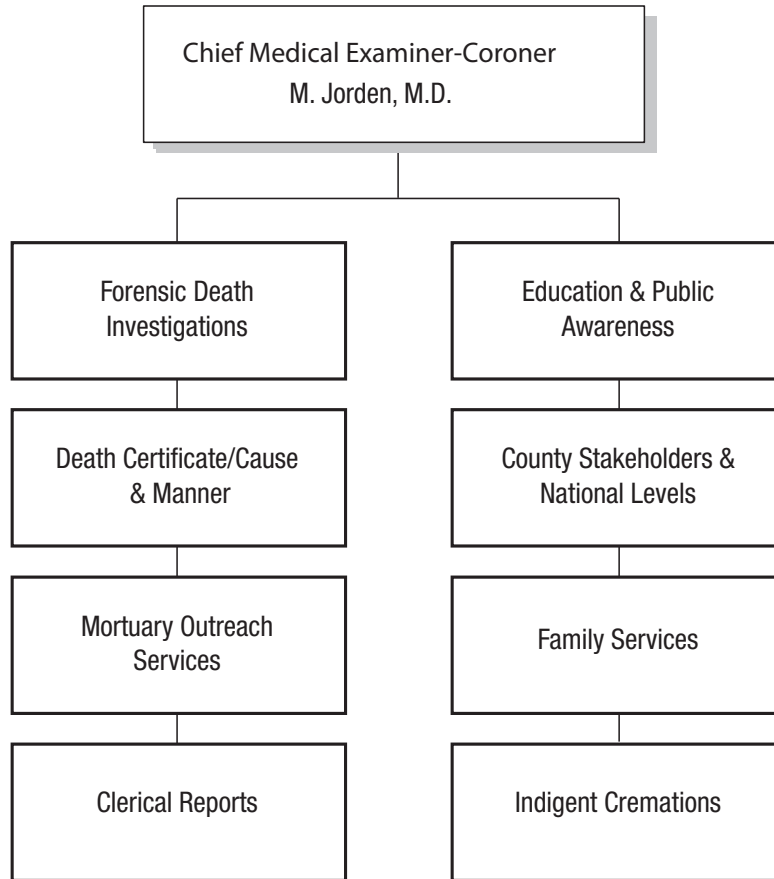 Chief Medical Examiner-Coroner
M. Jorden, M.D.
Forensic Death
Investigations
Education & Public
Awareness
Death Certificate/Cause
& Manner
County Stakeholders &
National Levels
Mortuary Outreach
Services
Family Services
Clerical Reports
Indigent Cremations